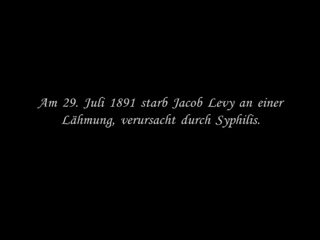 Am 29. Juli 1891 starb Jacob Levy an einer
Lähmung, verursacht durch Syphilis.